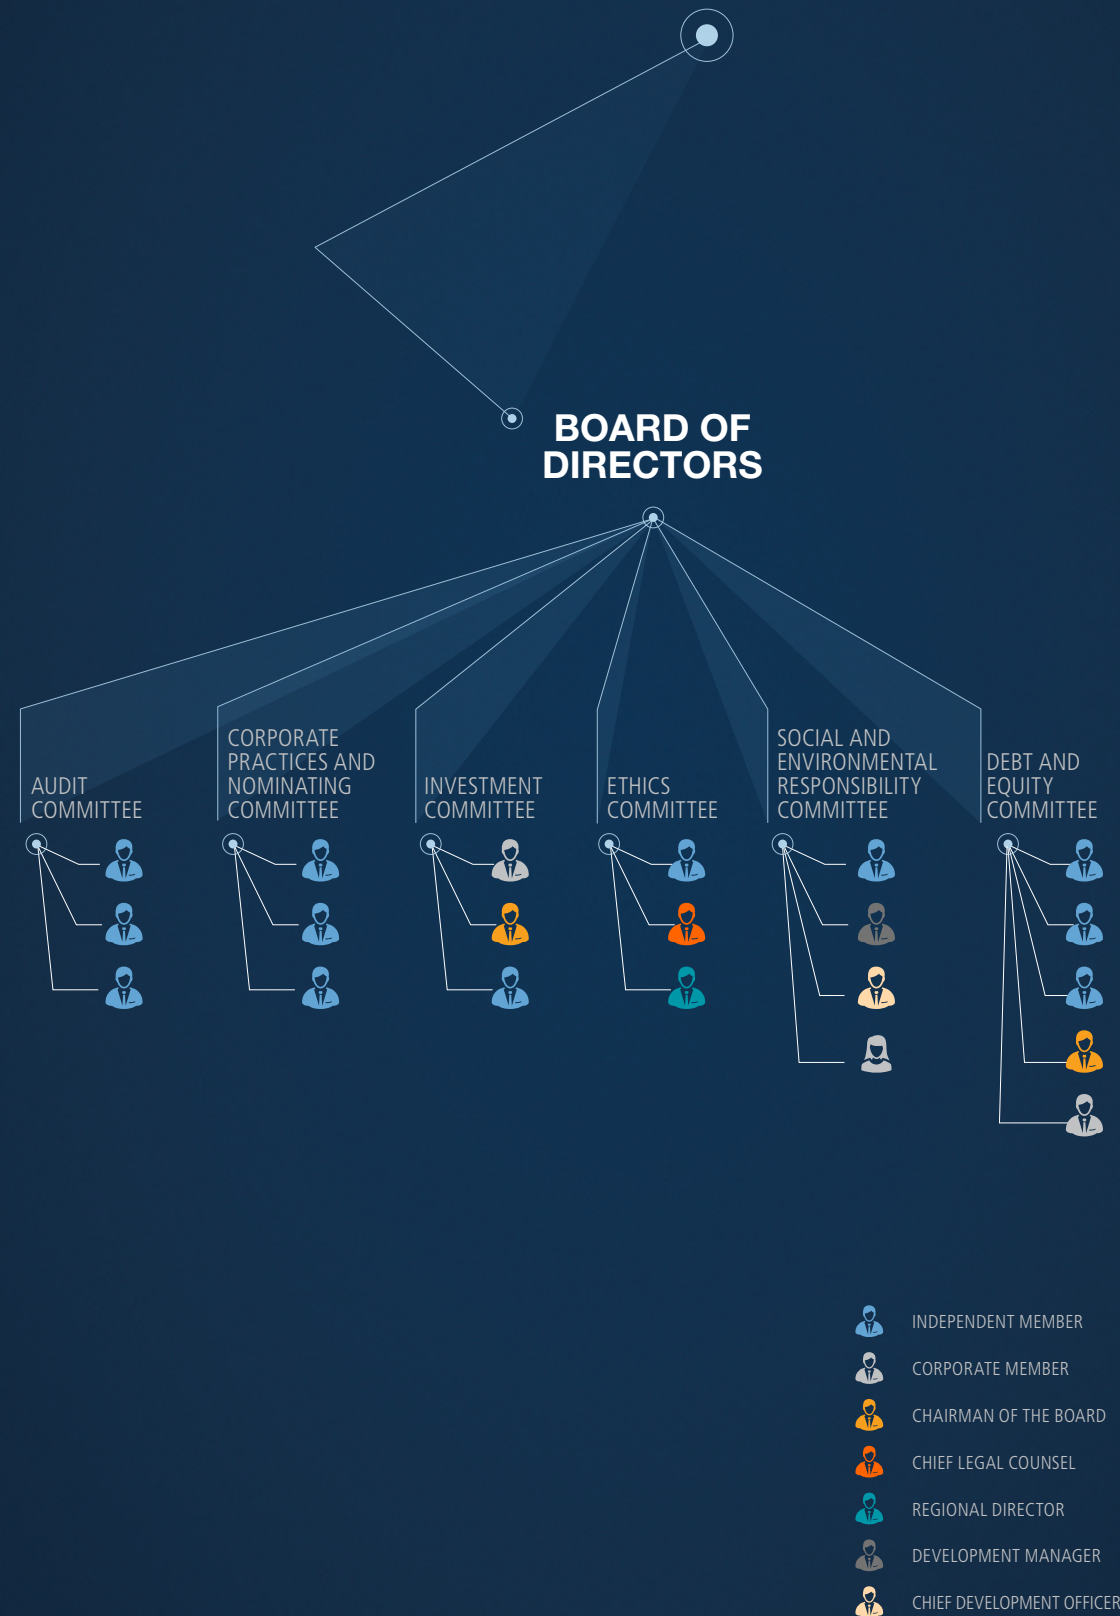 BOARD OF
DIRECTORS
AUDIT
COMMITTEE
CORPORATE
PRACTICES AND
NOMINATING
COMMITTEE
INVESTMENT
COMMITTEE
ETHICS
COMMITTEE
SOCIAL AND
ENVIRONMENTAL
RESPONSIBILITY
COMMITTEE
DEBT AND
EQUITY
COMMITTEE
INDEPENDENT MEMBER
CORPORATE MEMBER
CHAIRMAN OF THE BOARD
CHIEF LEGAL COUNSEL
REGIONAL DIRECTOR
DEVELOPMENT MANAGER
CHIEF DEVELOPMENT OFFICER